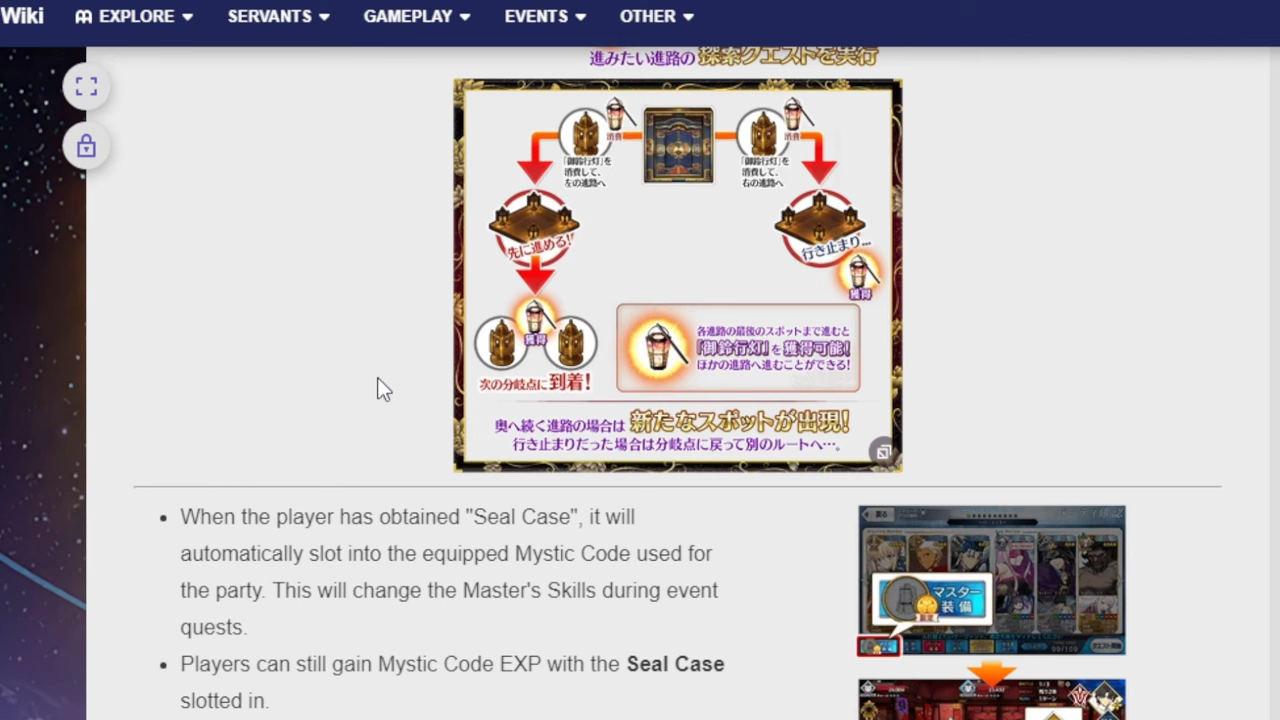 Wiki
EXPLORE
SERVANTS
GAMEPLAY
EVENTS
OTHER
進みたい進路の 探索クエストを実行
消費
消費
「御鈴行灯」を
消費して、
左の進路へ
「御鈴行灯」を
消費して、
右の進路へ
先に進める!
行き止まり…
獲得
獲得
次の分岐点に到着!
各進路の最後のスポットまで進むと
「御鈴行灯」を獲得可能!
ほかの進路へ進むことができる!
奥へ続く進路の場合は 新たなスポットが出現!
行き止まりだった場合は分岐点に戻って別のルートへ…。
• When the player has obtained "Seal Case", it will
automatically slot into the equipped Mystic Code used for
the party. This will change the Master's Skills during event
quests.
• Players can still gain Mystic Code EXP with the Seal Case
slotted in.
戻る
マスター
装備